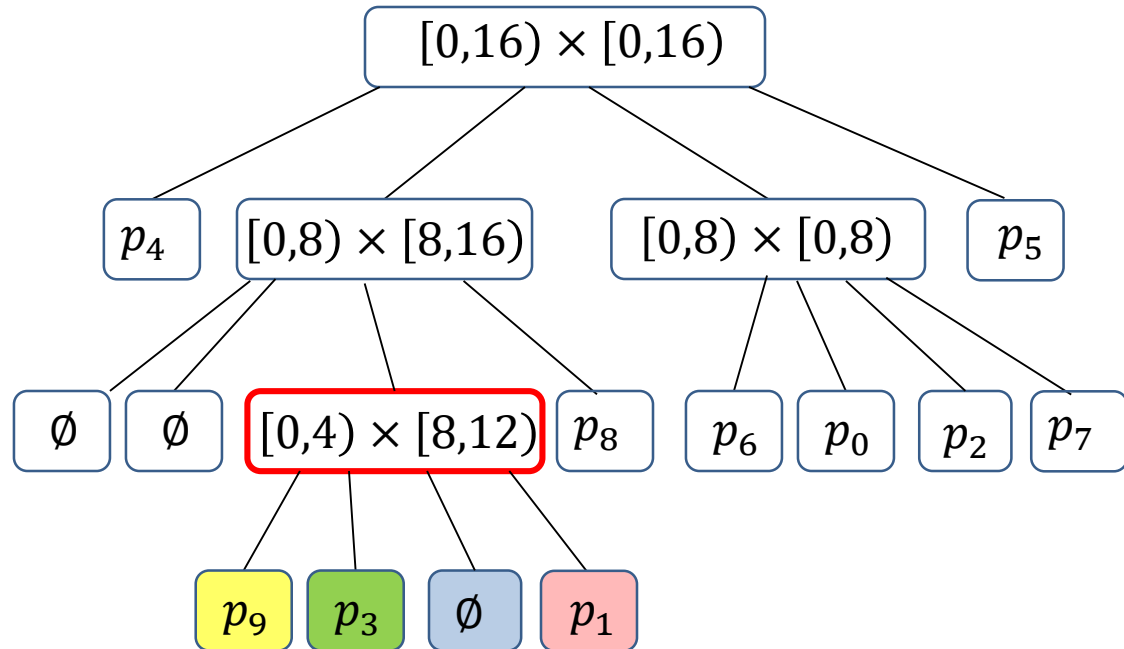 [0,16) × [0,16)
p₄ [0,8) × [8,16) [0,8) × [0,8) p₅
∅ ∅ [0,4) × [8,12) p₈ p₆ p₀ p₂ p₇
p₉ p₃ ∅ p₁